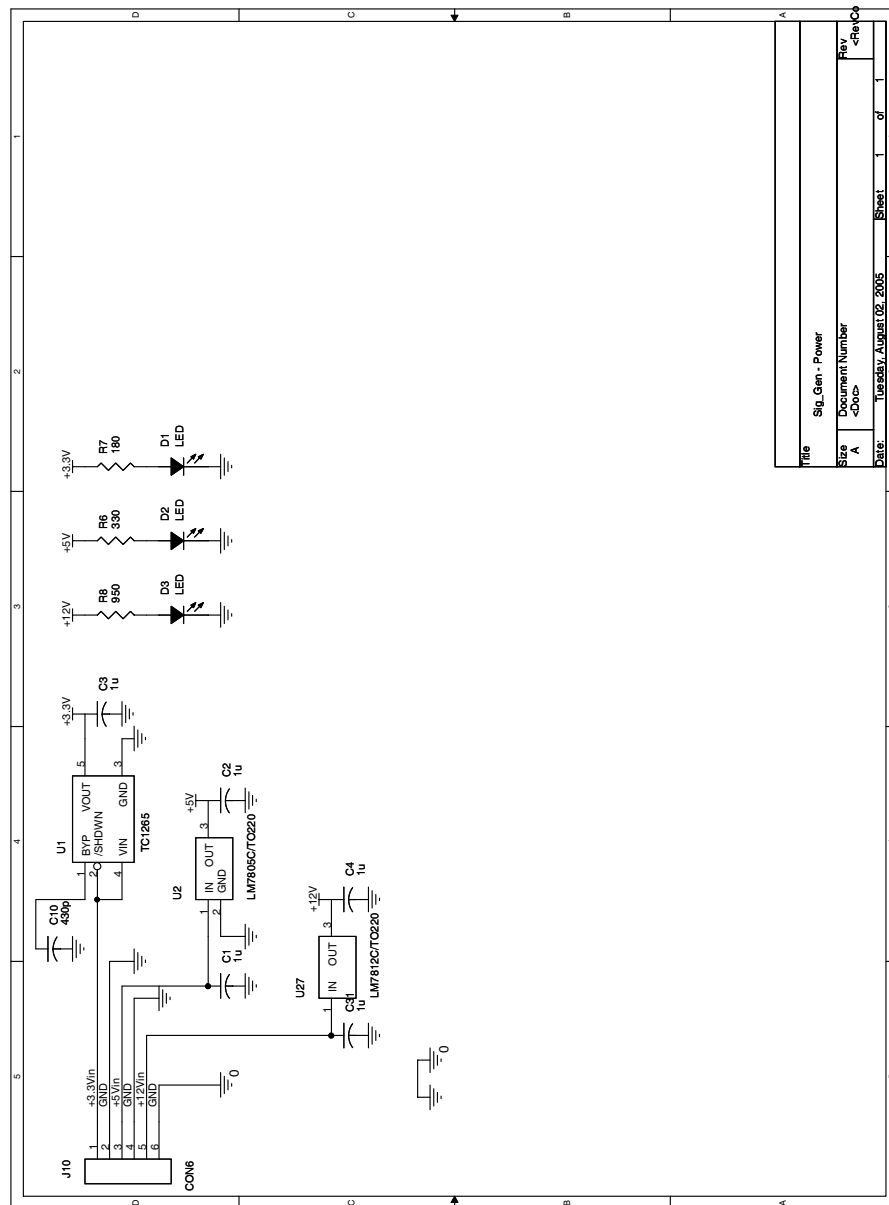 5
4
3
2
1
D
D
C
C
B
B
A
A
J10
CON6
1
2
3
4
5
6
+3.3Vin
GND
+5Vin
GND
+12Vin
GND
0
C10
430p
U1
1
2
4
BYP
/SHDWN
VIN
VOUT
GND
5
3
TC1265
+3.3V
C3
1u
C1
1u
U2
1
2
IN
GND
OUT
3
LM7805C/TO220
+5V
C2
1u
U27
1
IN
OUT
3
LM7812C/TO220
C31
1u
+12V
C4
1u
0
+12V
R8
950
D3
LED
+5V
R6
330
D2
LED
+3.3V
R7
180
D1
LED
Title
Sig_Gen - Power
Size
A
Document Number
<Doc>
Rev
<RevCo
Date:
Tuesday, August 02, 2005
Sheet
1
of
1